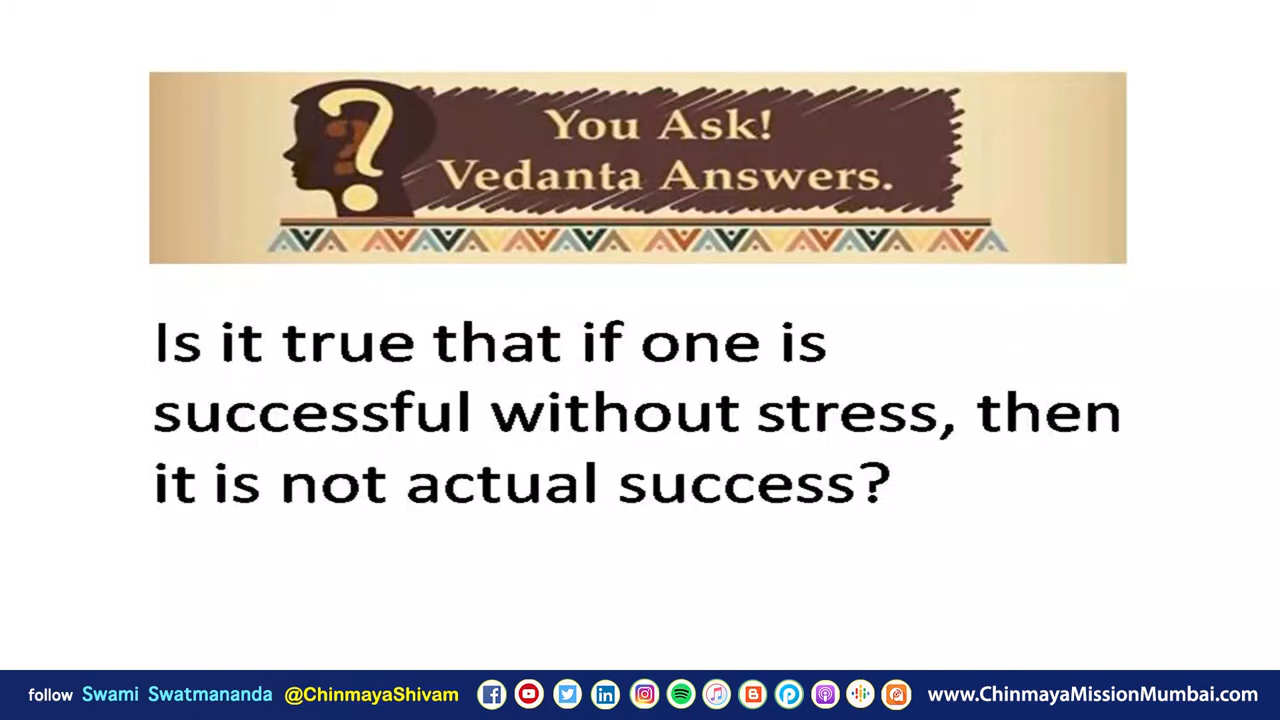 You Ask!
Vedanta Answers.
Is it true that if one is
successful without stress, then
it is not actual success?
follow Swami Swatmananda @ChinmayaShivam www.ChinmayaMissionMumbai.com